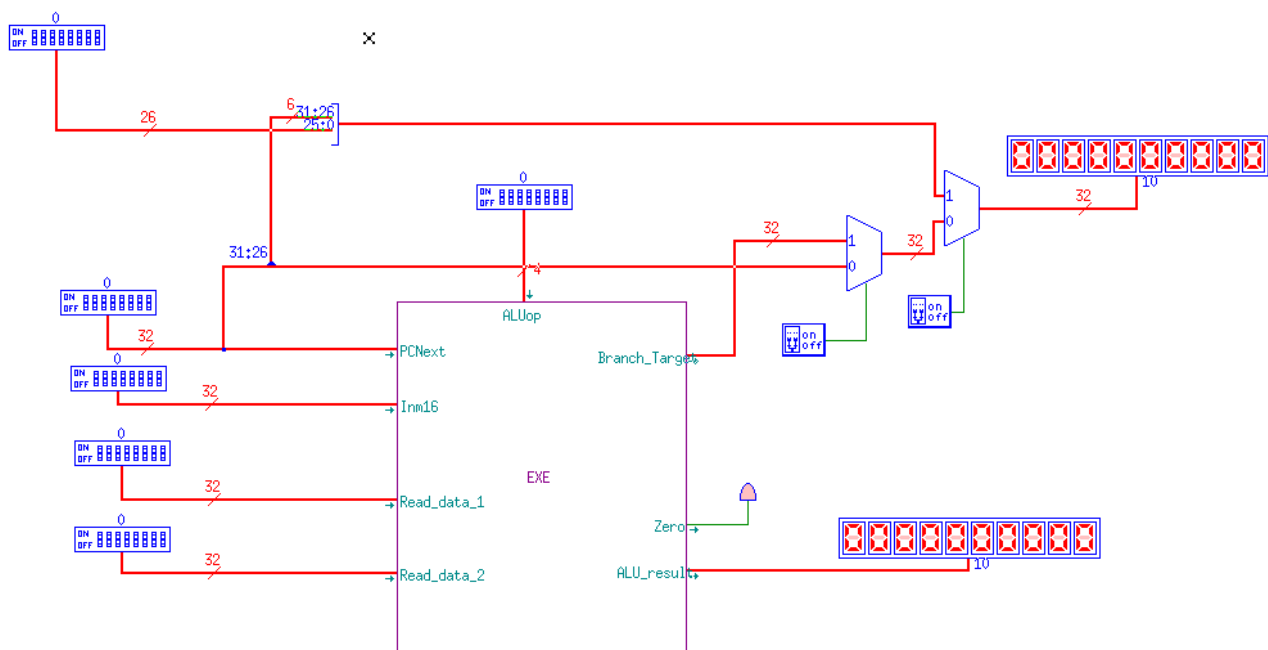 0
ON
OFF
26
6
31:26
25:0
0
ON
OFF
10
32
1
0
32
1
0
32
31:26
4
0
ON
OFF
ALUop
on
off
on
off
32
PCNext
Branch_Target
0
ON
OFF
32
Inm16
0
ON
OFF
EXE
32
Read_data_1
Zero
0
ON
OFF
32
Read_data_2
ALU_result
10